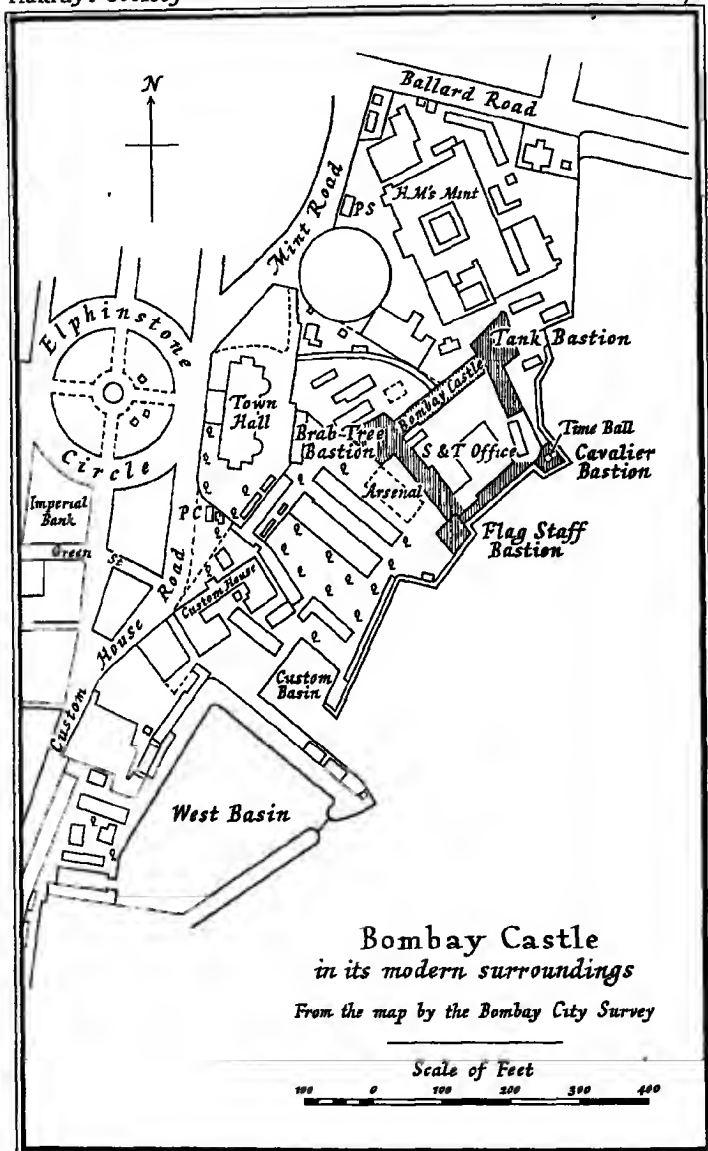 Ballard Road
N
H.M's Mint
PS
Mint Road
Elphinstone
Circle
Tank Bastion
Bombay Castle
Town
Hall
Brab-Tree
Bastion
S & T Office
Time Ball
Cavalier
Bastion
Arsenal
Imperial
Bank
PC
Flag Staff
Bastion
Green
St
Custom House
Custom House Road
Custom
Basin
West Basin
Bombay Castle
in its modern surroundings
From the map by the Bombay City Survey
Scale of Feet
100 0 100 200 300 400